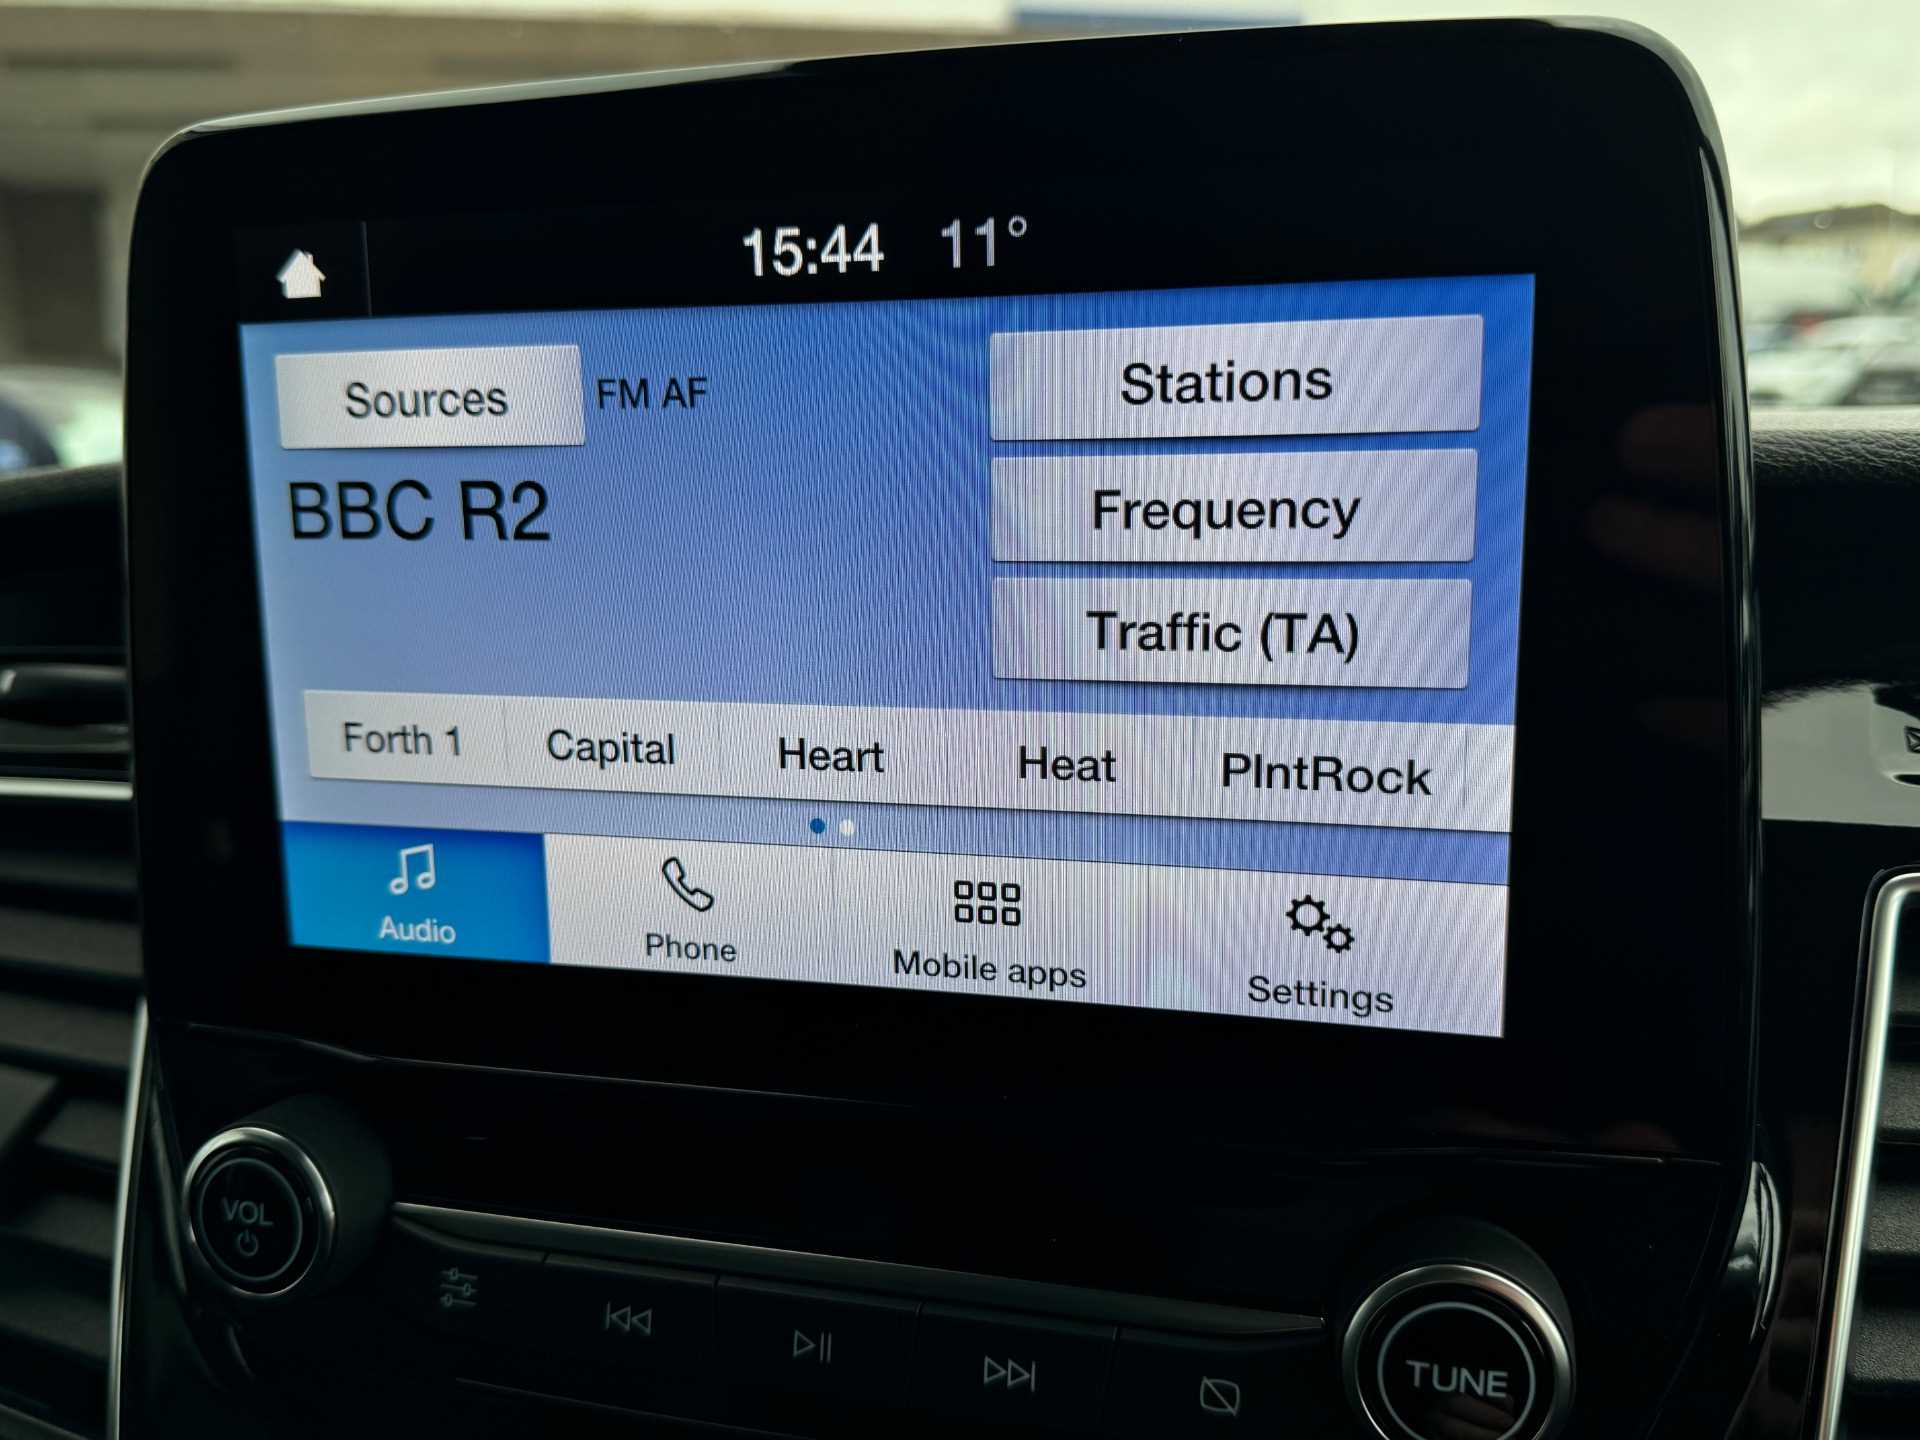 15:44 11°
Sources FM AF
Stations
BBC R2
Frequency
Traffic (TA)
Forth 1 Capital Heart Heat PlntRock
Audio Phone Mobile apps Settings
VOL
TUNE